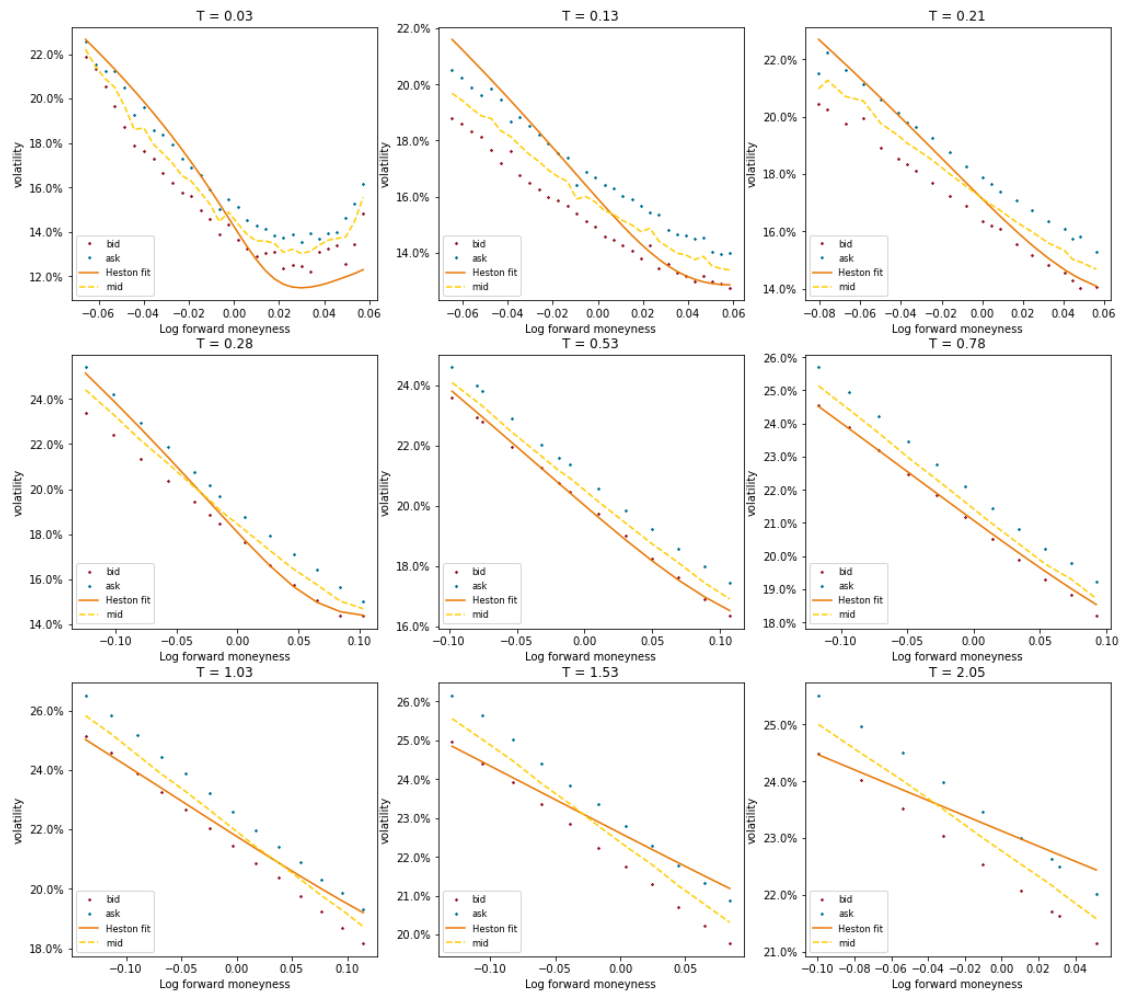 T = 0.03
volatility
22.0%
20.0%
18.0%
16.0%
14.0%
12.0%
bid
ask
Heston fit
mid
−0.06 −0.04 −0.02 0.00 0.02 0.04 0.06
Log forward moneyness
T = 0.13
volatility
22.0%
20.0%
18.0%
16.0%
14.0%
bid
ask
Heston fit
mid
−0.06 −0.04 −0.02 0.00 0.02 0.04 0.06
Log forward moneyness
T = 0.21
volatility
22.0%
20.0%
18.0%
16.0%
14.0%
bid
ask
Heston fit
mid
−0.08 −0.06 −0.04 −0.02 0.00 0.02 0.04 0.06
Log forward moneyness
T = 0.28
volatility
24.0%
22.0%
20.0%
18.0%
16.0%
14.0%
bid
ask
Heston fit
mid
−0.10 −0.05 0.00 0.05 0.10
Log forward moneyness
T = 0.53
volatility
24.0%
22.0%
20.0%
18.0%
16.0%
bid
ask
Heston fit
mid
−0.10 −0.05 0.00 0.05 0.10
Log forward moneyness
T = 0.78
volatility
26.0%
25.0%
24.0%
23.0%
22.0%
21.0%
20.0%
19.0%
18.0%
bid
ask
Heston fit
mid
−0.10 −0.05 0.00 0.05 0.10
Log forward moneyness
T = 1.03
volatility
26.0%
24.0%
22.0%
20.0%
18.0%
bid
ask
Heston fit
mid
−0.10 −0.05 0.00 0.05 0.10
Log forward moneyness
T = 1.53
volatility
26.0%
25.0%
24.0%
23.0%
22.0%
21.0%
20.0%
bid
ask
Heston fit
mid
−0.10 −0.05 0.00 0.05
Log forward moneyness
T = 2.05
volatility
25.0%
24.0%
23.0%
22.0%
21.0%
bid
ask
Heston fit
mid
−0.10 −0.08 −0.06 −0.04 −0.02 0.00 0.02 0.04
Log forward moneyness